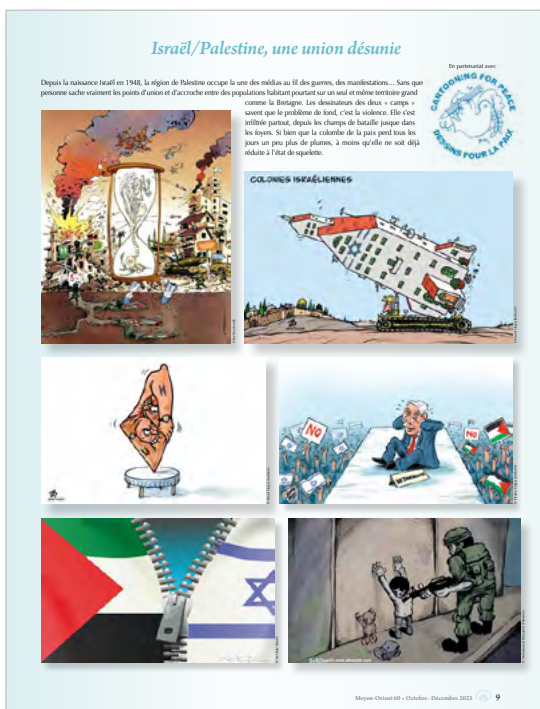 Israël/Palestine, une union désunie
En partenariat avec
CARTOONING FOR PEACE
DESSINS POUR LA PAIX
Depuis la naissance Israël en 1948, la région de Palestine occupe la une des médias au fil des guerres, des manifestations… Sans que
personne sache vraiment les points d'union et d'accroche entre des populations habitant pourtant sur un seul et même territoire grand
comme la Bretagne. Les dessinateurs des deux « camps »
savent que le problème de fond, c'est la violence. Elle s'est
infiltrée partout, depuis les champs de bataille jusque dans
les foyers. Si bien que la colombe de la paix perd tous les
jours un peu plus de plumes, à moins qu'elle ne soit déjà
réduite à l'état de squelette.
COLONIES ISRAÉLIENNES
NO
NO
Moyen-Orient 60 • Octobre - Décembre 2023
9